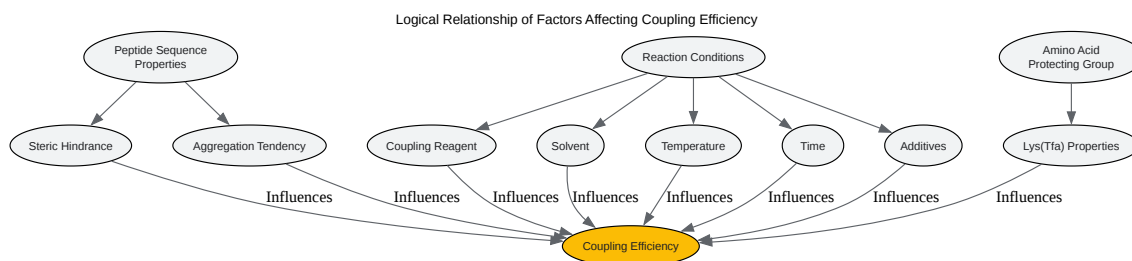 Logical Relationship of Factors Affecting Coupling Efficiency
Peptide Sequence
Properties
Reaction Conditions
Amino Acid
Protecting Group
Steric Hindrance
Aggregation Tendency
Coupling Reagent
Solvent
Temperature
Time
Additives
Lys(Tfa) Properties
Influences
Influences
Influences
Influences
Influences
Influences
Influences
Influences
Coupling Efficiency